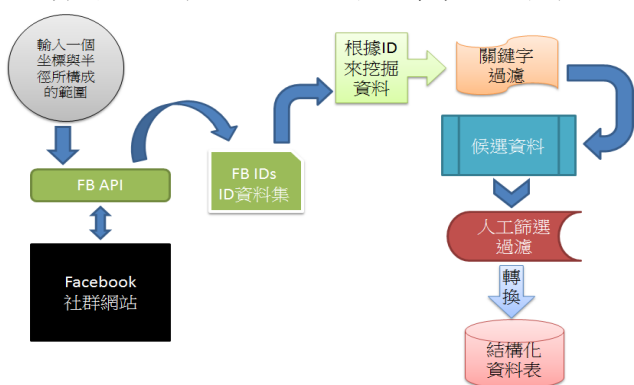 輸入一個
坐標與半
徑所構成
的範圍
FB API
Facebook
社群網站
FB IDs
ID資料集
根據ID
來挖掘
資料
關鍵字
過濾
候選資料
人工篩選
過濾
轉
換
結構化
資料表